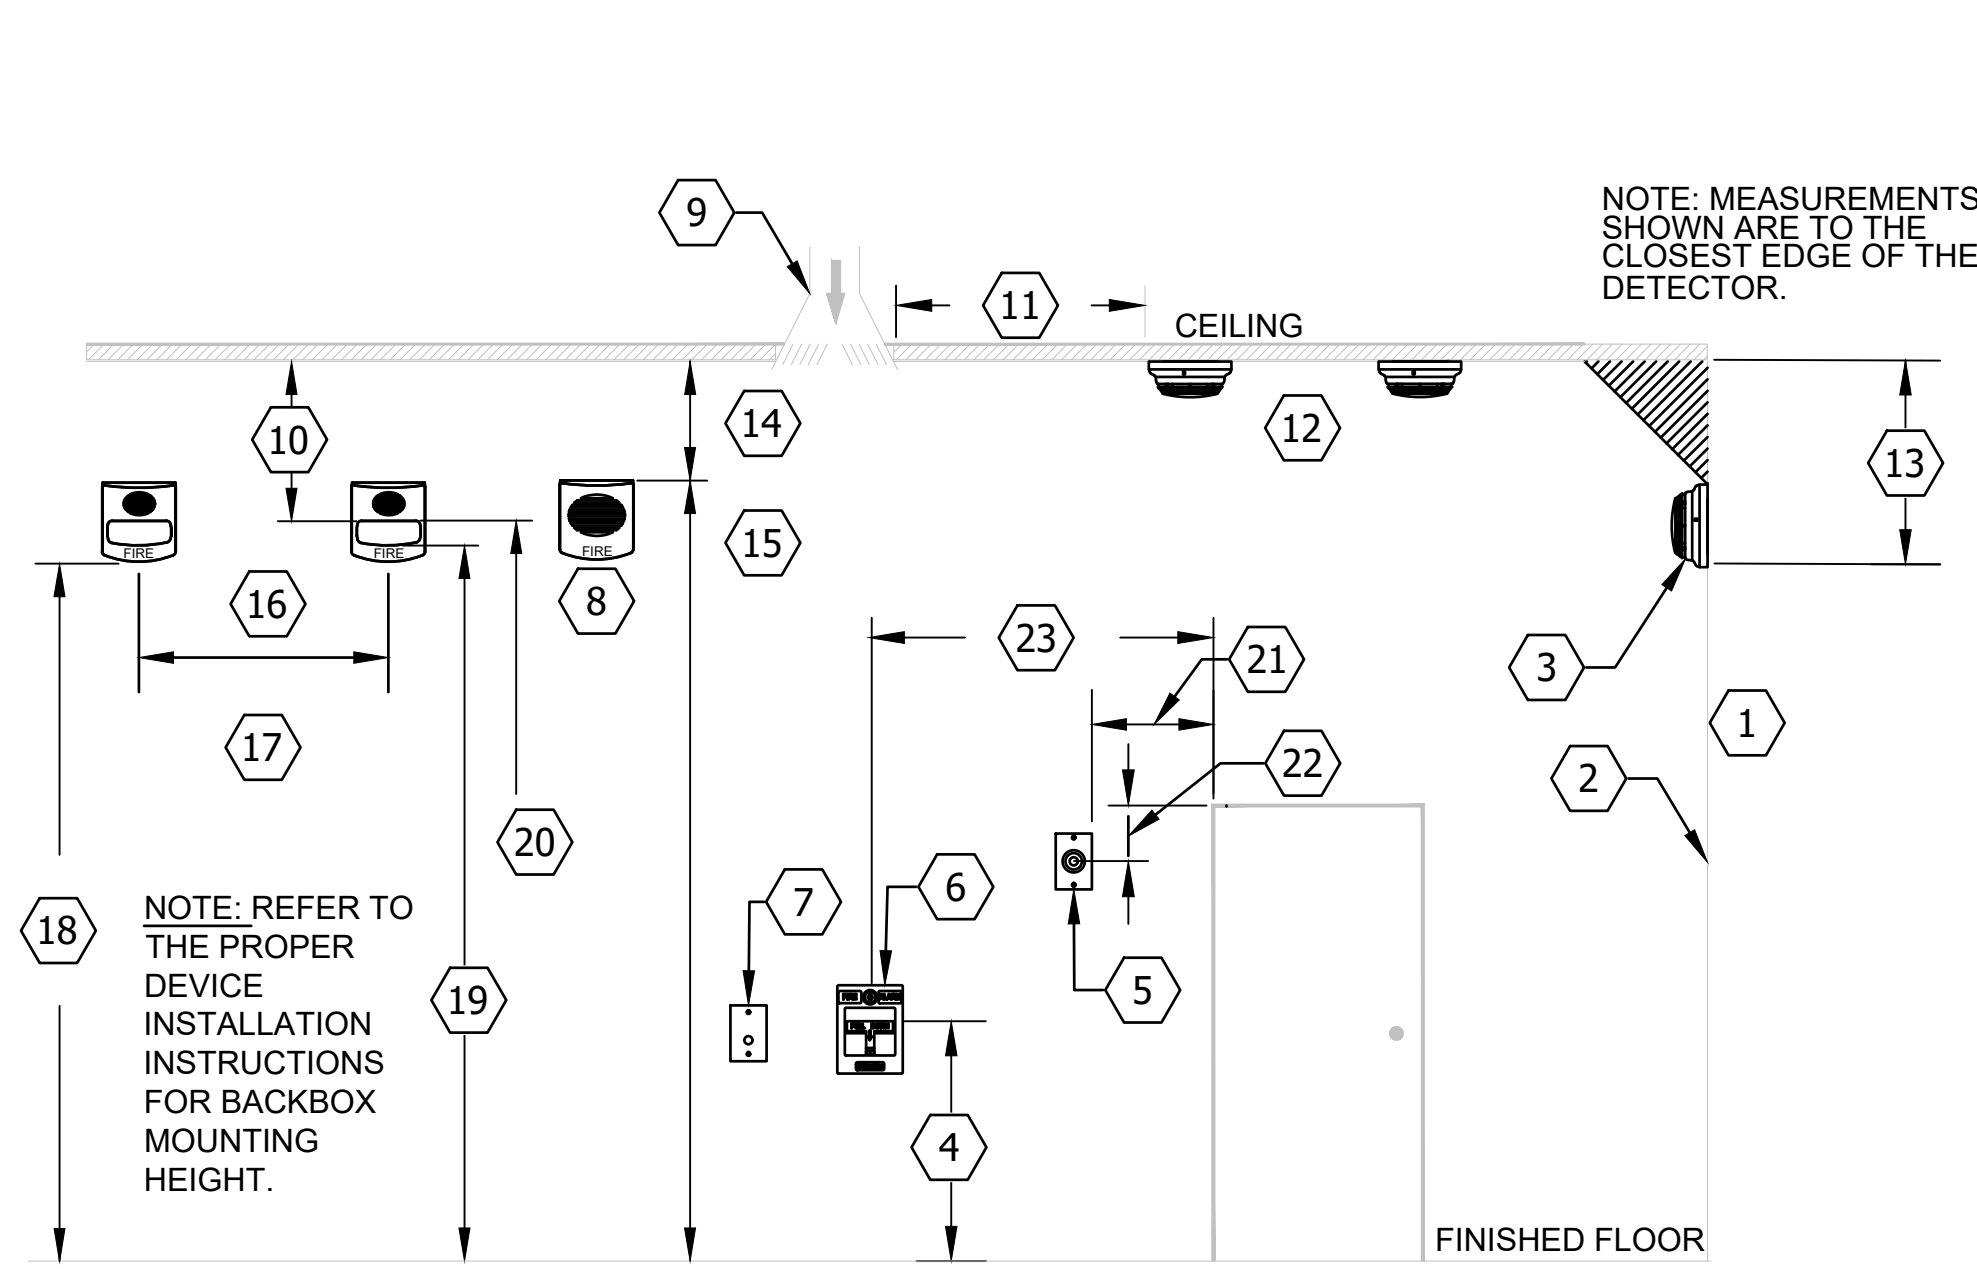 9
NOTE: MEASUREMENTS
SHOWN ARE TO THE
CLOSEST EDGE OF THE
DETECTOR.
11
CEILING
10
14
12
13
FIRE
FIRE
FIRE
15
16
8
23
21
3
17
22
1
2
20
7
6
18
NOTE: REFER TO
THE PROPER
DEVICE
INSTALLATION
INSTRUCTIONS
FOR BACKBOX
MOUNTING
HEIGHT.
19
5
4
FINISHED FLOOR